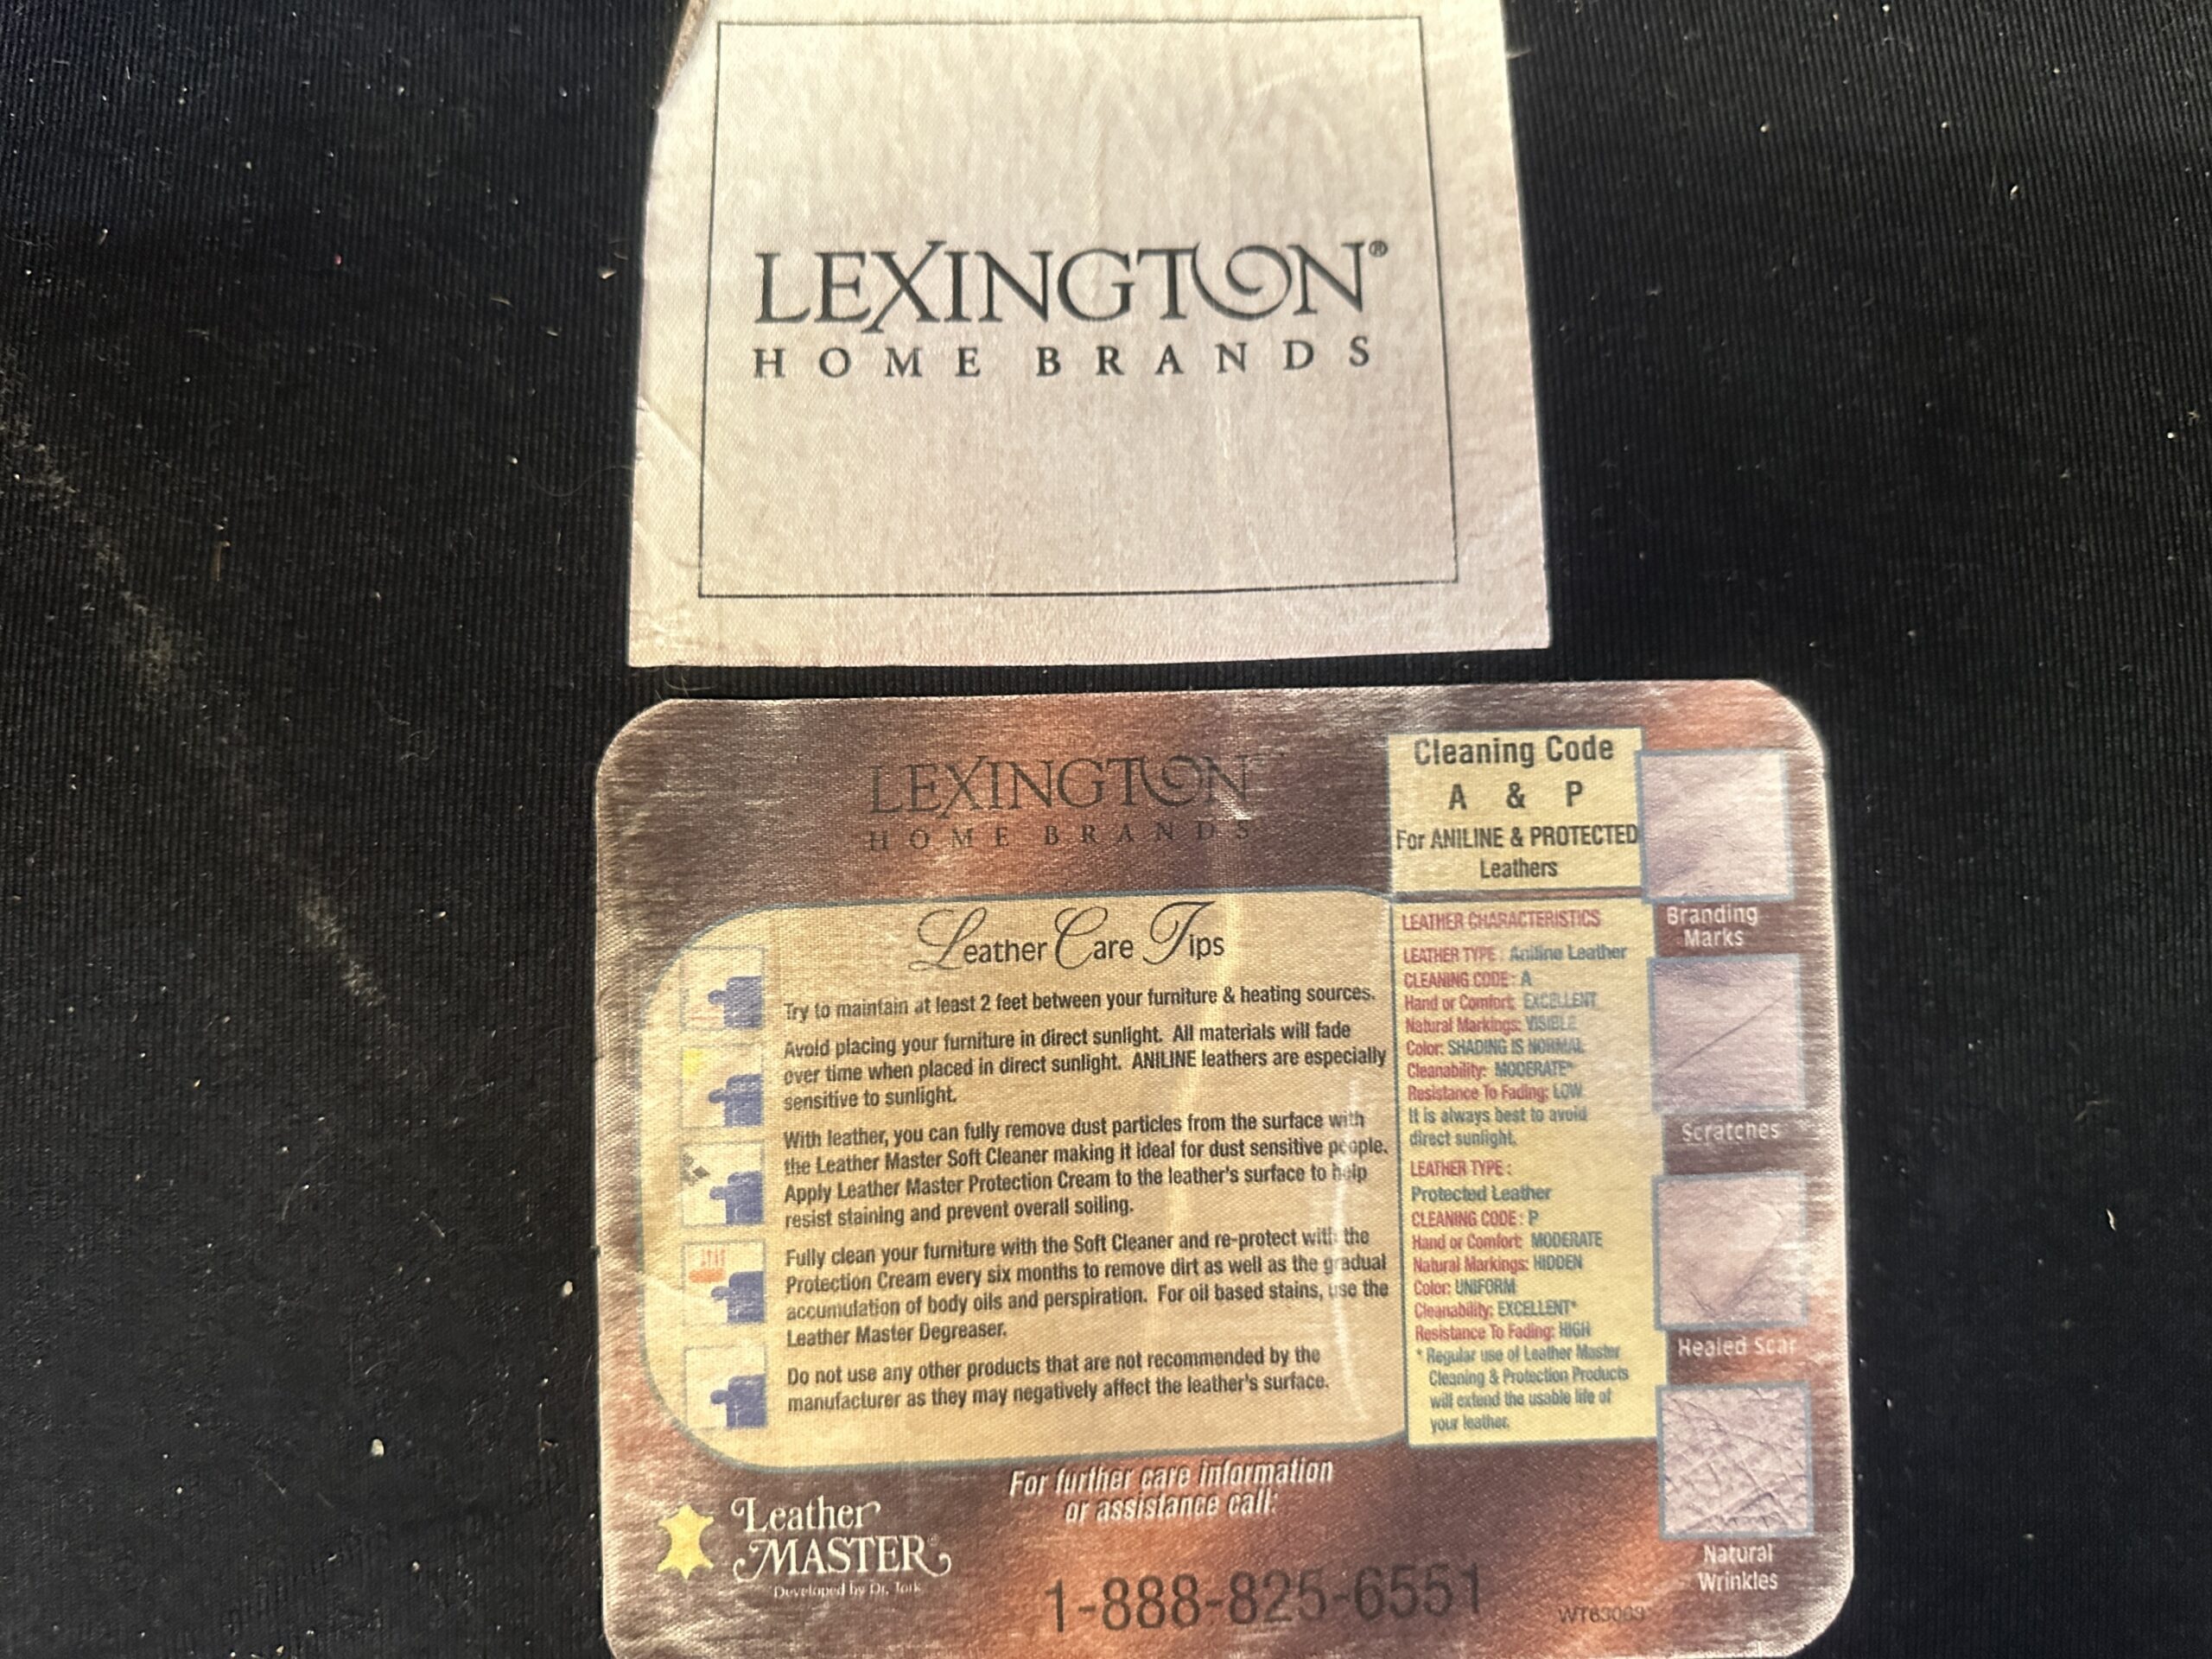 LEXINGTON®
HOME BRANDS
LEXINGTON
HOME BRANDS
Leather Care Tips
Try to maintain at least 2 feet between your furniture & heating sources.
Avoid placing your furniture in direct sunlight. All materials will fade
over time when placed in direct sunlight. ANILINE leathers are especially
sensitive to sunlight.
With leather, you can fully remove dust particles from the surface with
the Leather Master Soft Cleaner making it ideal for dust sensitive people.
Apply Leather Master Protection Cream to the leather's surface to help
resist staining and prevent overall soiling.
Fully clean your furniture with the Soft Cleaner and re-protect with the
Protection Cream every six months to remove dirt as well as the gradual
accumulation of body oils and perspiration. For oil based stains, use the
Leather Master Degreaser.
Do not use any other products that are not recommended by the
manufacturer as they may negatively affect the leather's surface.
Cleaning Code
A & P
For ANILINE & PROTECTED
Leathers
LEATHER CHARACTERISTICS
LEATHER TYPE: Aniline Leather
CLEANING CODE: A
Hand or Comfort: EXCELLENT
Natural Markings: VISIBLE
Color: SHADING IS NORMAL
Cleanability: MODERATE*
Resistance To Fading: LOW
It is always best to avoid
direct sunlight.
LEATHER TYPE:
Protected Leather
CLEANING CODE: P
Hand or Comfort: MODERATE
Natural Markings: HIDDEN
Color: UNIFORM
Cleanability: EXCELLENT*
Resistance To Fading: HIGH
* Regular use of Leather Master
Cleaning & Protection Products
will extend the usable life of
your leather.
Branding
Marks
Scratches
Healed Scar
Natural
Wrinkles
Leather
MASTER
Developed by Dr. Tork
For further care information
or assistance call:
1-888-825-6551